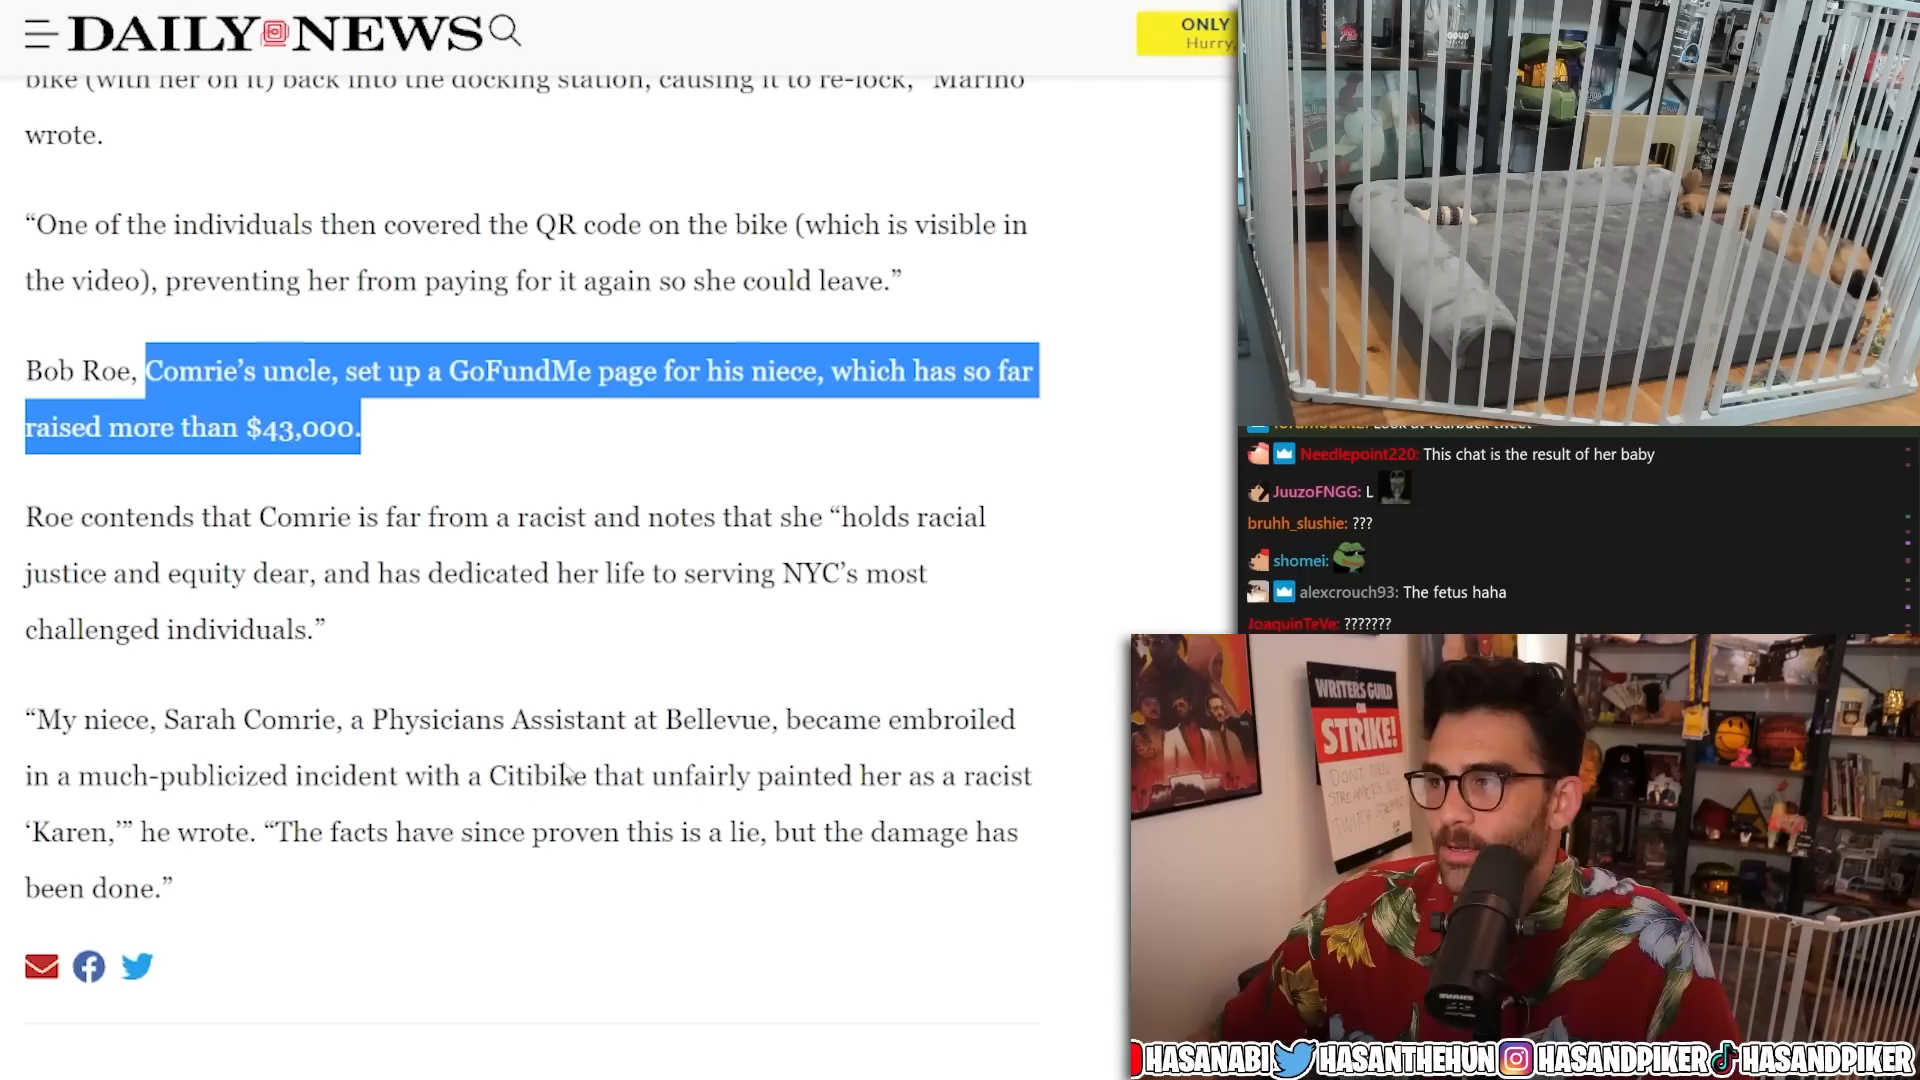 DAILY NEWS
ONLY
Hurry,
bike (with her on it) back into the docking station, causing it to re-lock,” Marino
wrote.
“One of the individuals then covered the QR code on the bike (which is visible in
the video), preventing her from paying for it again so she could leave.”
Bob Roe, Comrie’s uncle, set up a GoFundMe page for his niece, which has so far
raised more than $43,000.
Roe contends that Comrie is far from a racist and notes that she “holds racial
justice and equity dear, and has dedicated her life to serving NYC’s most
challenged individuals.”
“My niece, Sarah Comrie, a Physicians Assistant at Bellevue, became embroiled
in a much-publicized incident with a Citibike that unfairly painted her as a racist
‘Karen,’” he wrote. “The facts have since proven this is a lie, but the damage has
been done.”
Needlepoint220: This chat is the result of her baby
JuuzoFNGG: L
bruhh_slushie: ???
shomei:
alexcrouch93: The fetus haha
JoaquinTeVe: ???????
WRITERS GUILD
ON
STRIKE!
HASANABI HASANTHEHUN HASANDPIKER HASANDPIKER